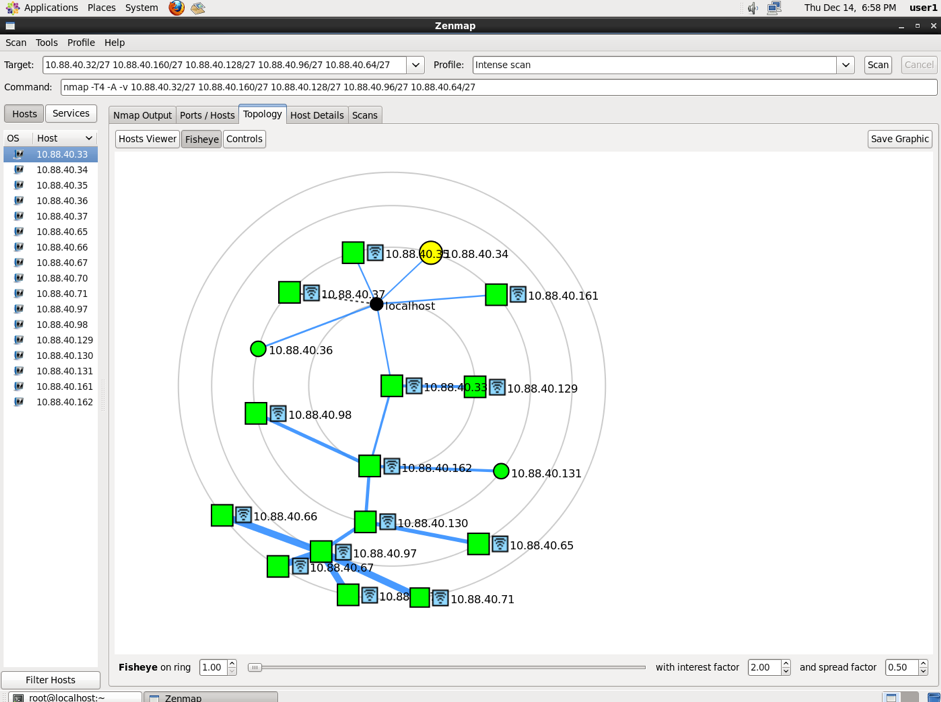 Applications Places System Thu Dec 14, 6:58 PM user1
Zenmap
Scan Tools Profile Help
Target: 10.88.40.32/27 10.88.40.160/27 10.88.40.128/27 10.88.40.96/27 10.88.40.64/27 Profile: Intense scan Scan Cancel
Command: nmap -T4 -A -v 10.88.40.32/27 10.88.40.160/27 10.88.40.128/27 10.88.40.96/27 10.88.40.64/27
Hosts Services
Nmap Output Ports / Hosts Topology Host Details Scans
OS Host
Hosts Viewer Fisheye Controls Save Graphic
10.88.40.33
10.88.40.34
10.88.40.35
10.88.40.36
10.88.40.37
10.88.40.65
10.88.40.66
10.88.40.67
10.88.40.70
10.88.40.71
10.88.40.97
10.88.40.98
10.88.40.129
10.88.40.130
10.88.40.131
10.88.40.161
10.88.40.162
10.88.40.35 10.88.40.34
10.88.40.37
10.88.40.161
localhost
10.88.40.36
10.88.40.33
10.88.40.129
10.88.40.98
10.88.40.162
10.88.40.131
10.88.40.66
10.88.40.130
10.88.40.65
10.88.40.97
10.88.40.67
10.88
10.88.40.71
Fisheye on ring 1.00 with interest factor 2.00 and spread factor 0.50
Filter Hosts
root@localhost:~ Zenmap